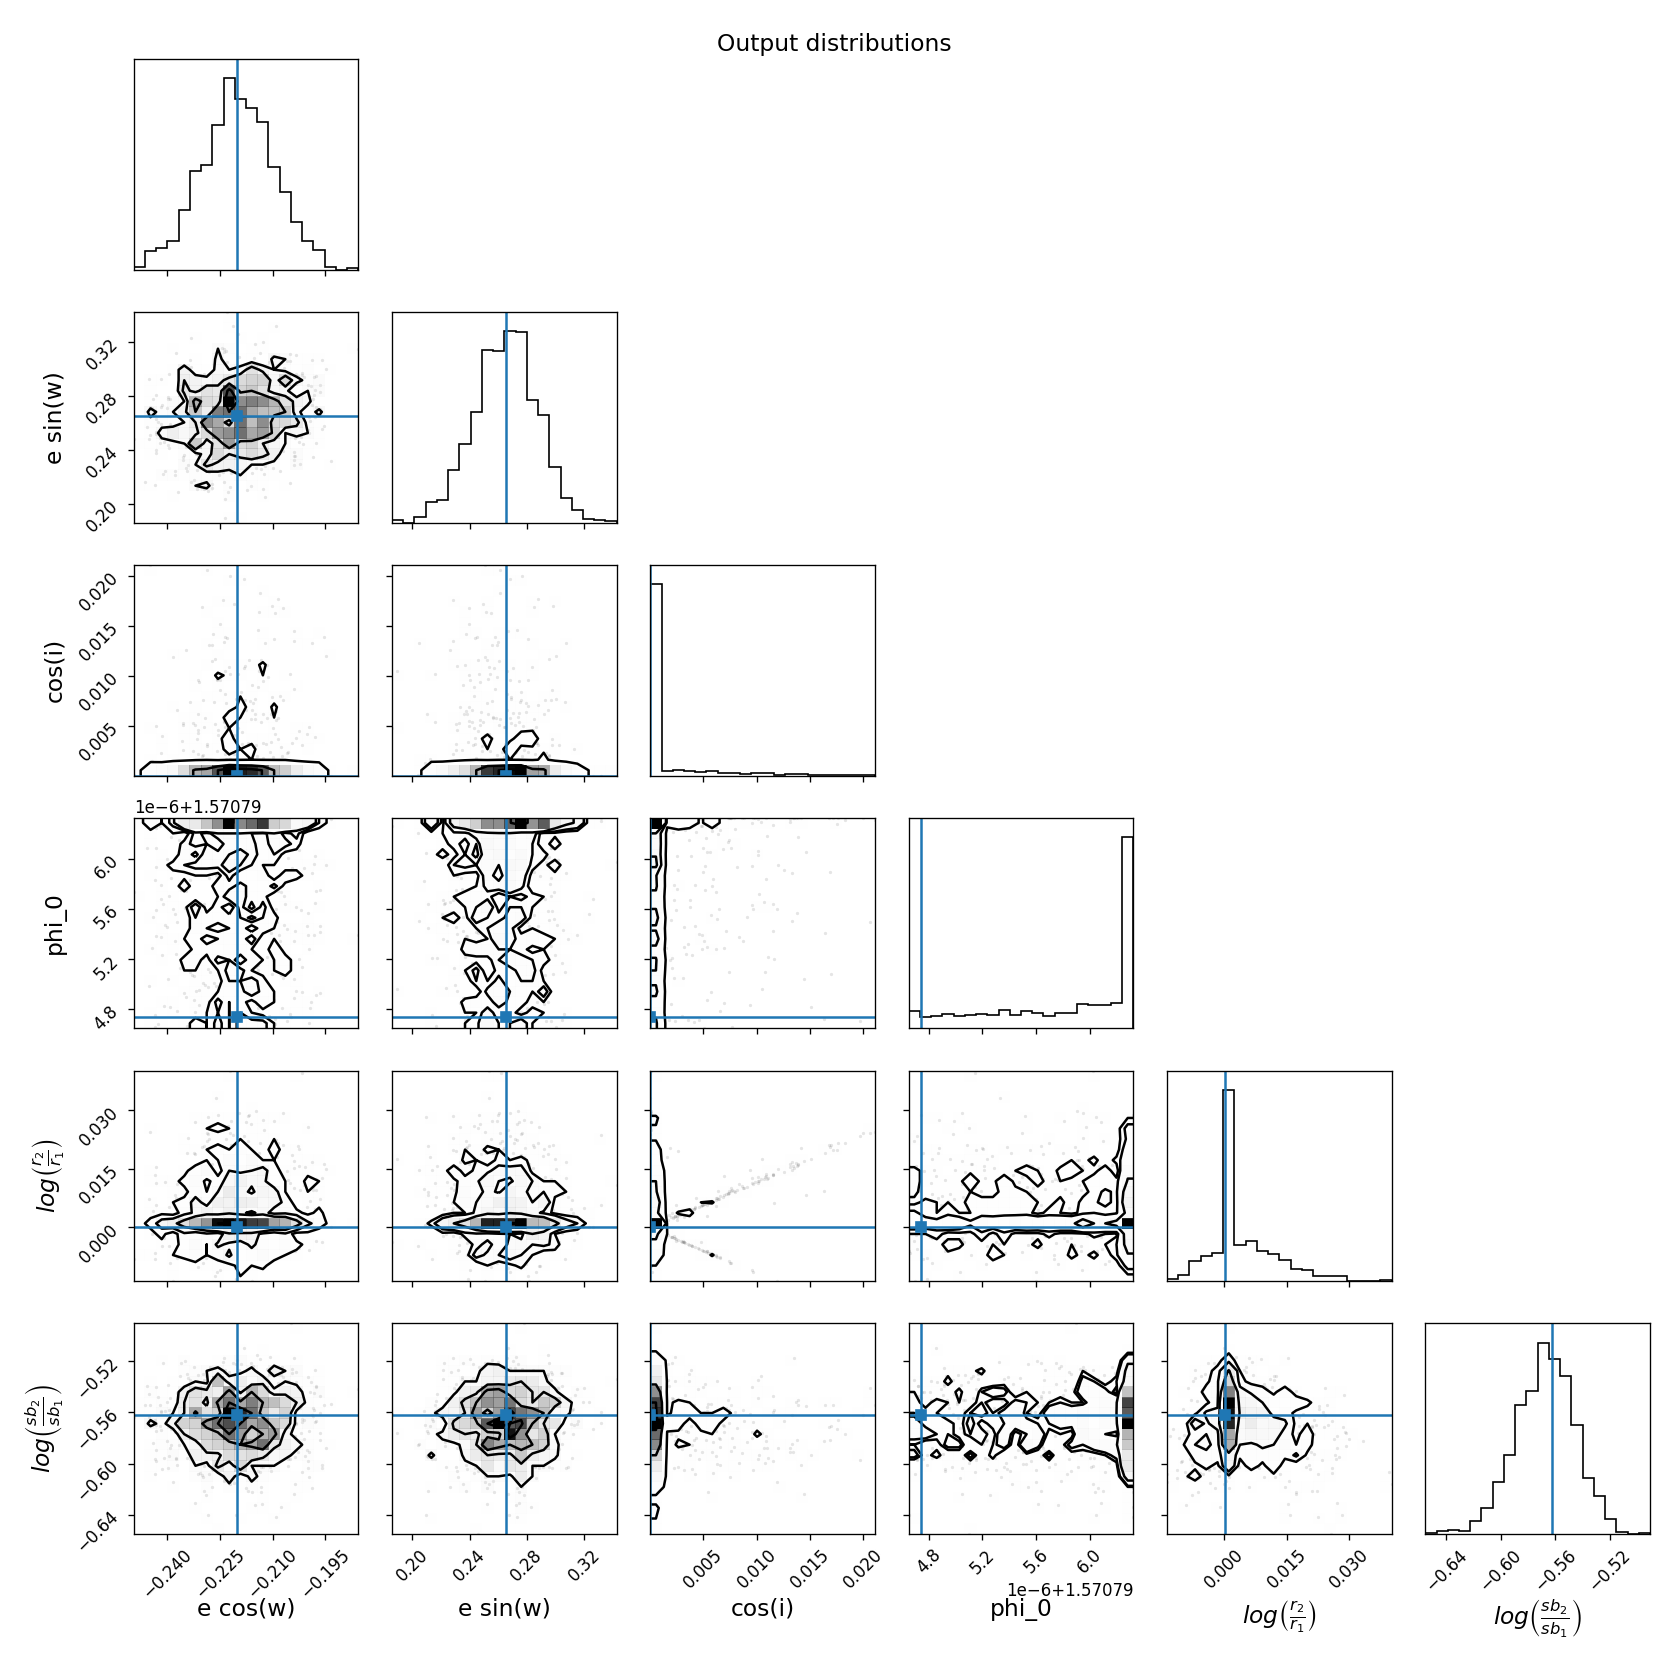 Output distributions
e sin(w)
0.32
0.28
0.24
0.20
cos(i)
0.020
0.015
0.010
0.005
1e−6+1.57079
phi_0
6.0
5.6
5.2
4.8
log(r2/r1)
0.030
0.015
0.000
log(sb2/sb1)
−0.52
−0.56
−0.60
−0.64
−0.240 −0.225 −0.210 −0.195
0.20 0.24 0.28 0.32
0.005 0.010 0.015 0.020
4.8 5.2 5.6 6.0
0.000 0.015 0.030
−0.64 −0.60 −0.56 −0.52
1e−6+1.57079
e cos(w) e sin(w) cos(i) phi_0 log(r2/r1) log(sb2/sb1)